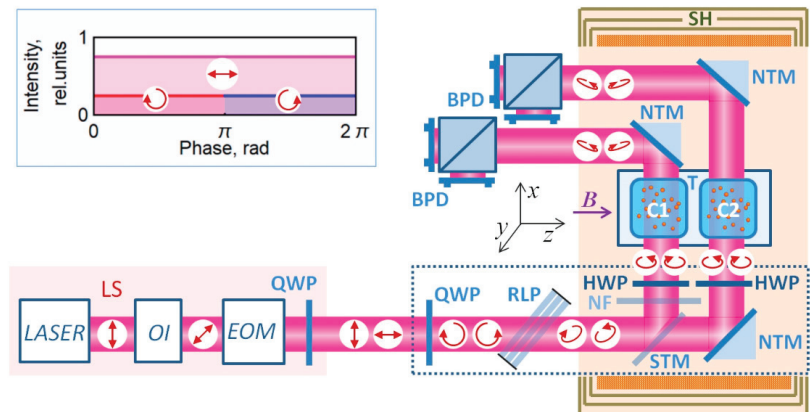 Intensity,
rel.units
1
0
0
π
2 π
Phase, rad
SH
BPD
NTM
NTM
BPD
T
C1
C2
x
y
z
B
HWP
HWP
NF
LS
QWP
QWP
RLP
LASER
OI
EOM
STM
NTM